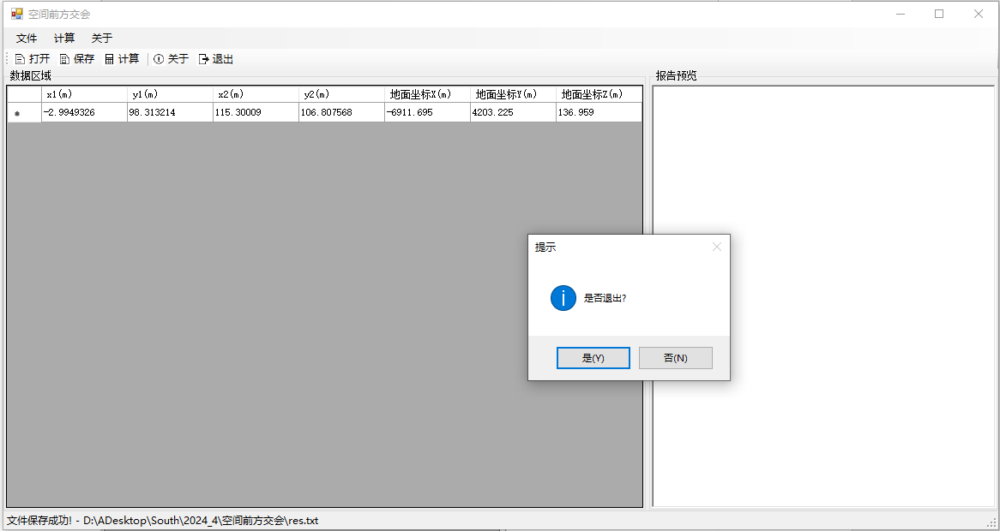 空间前方交会
文件 计算 关于
打开 保存 计算 关于 退出
数据区域 报告预览
x1(m) y1(m) x2(m) y2(m) 地面坐标X(m) 地面坐标Y(m) 地面坐标Z(m)
-2.9949326 98.313214 115.30009 106.807568 -6911.695 4203.225 136.959
提示
是否退出?
是(Y) 否(N)
文件保存成功! - D:\ADesktop\South\2024_4\空间前方交会\res.txt